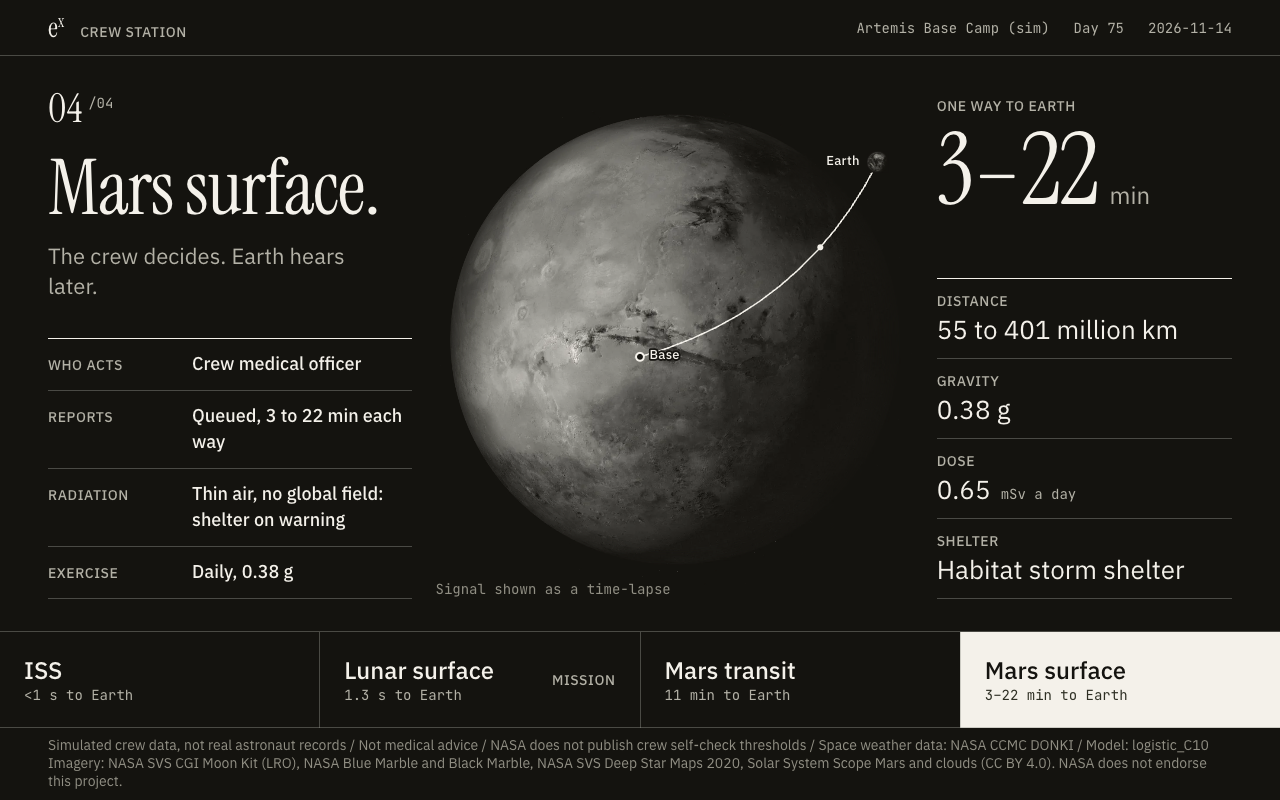 eˣ CREW STATION
Artemis Base Camp (sim) Day 75 2026-11-14
04 /04
Mars surface.
The crew decides. Earth hears
later.
WHO ACTS Crew medical officer
REPORTS Queued, 3 to 22 min each
way
RADIATION Thin air, no global field:
shelter on warning
EXERCISE Daily, 0.38 g
Earth
Base
Signal shown as a time-lapse
ONE WAY TO EARTH
3–22 min
DISTANCE
55 to 401 million km
GRAVITY
0.38 g
DOSE
0.65 mSv a day
SHELTER
Habitat storm shelter
ISS
<1 s to Earth
Lunar surface
1.3 s to Earth
MISSION
Mars transit
11 min to Earth
Mars surface
3–22 min to Earth
Simulated crew data, not real astronaut records / Not medical advice / NASA does not publish crew self-check thresholds / Space weather data: NASA CCMC DONKI / Model: logistic_C10
Imagery: NASA SVS CGI Moon Kit (LRO), NASA Blue Marble and Black Marble, NASA SVS Deep Star Maps 2020, Solar System Scope Mars and clouds (CC BY 4.0). NASA does not endorse
this project.